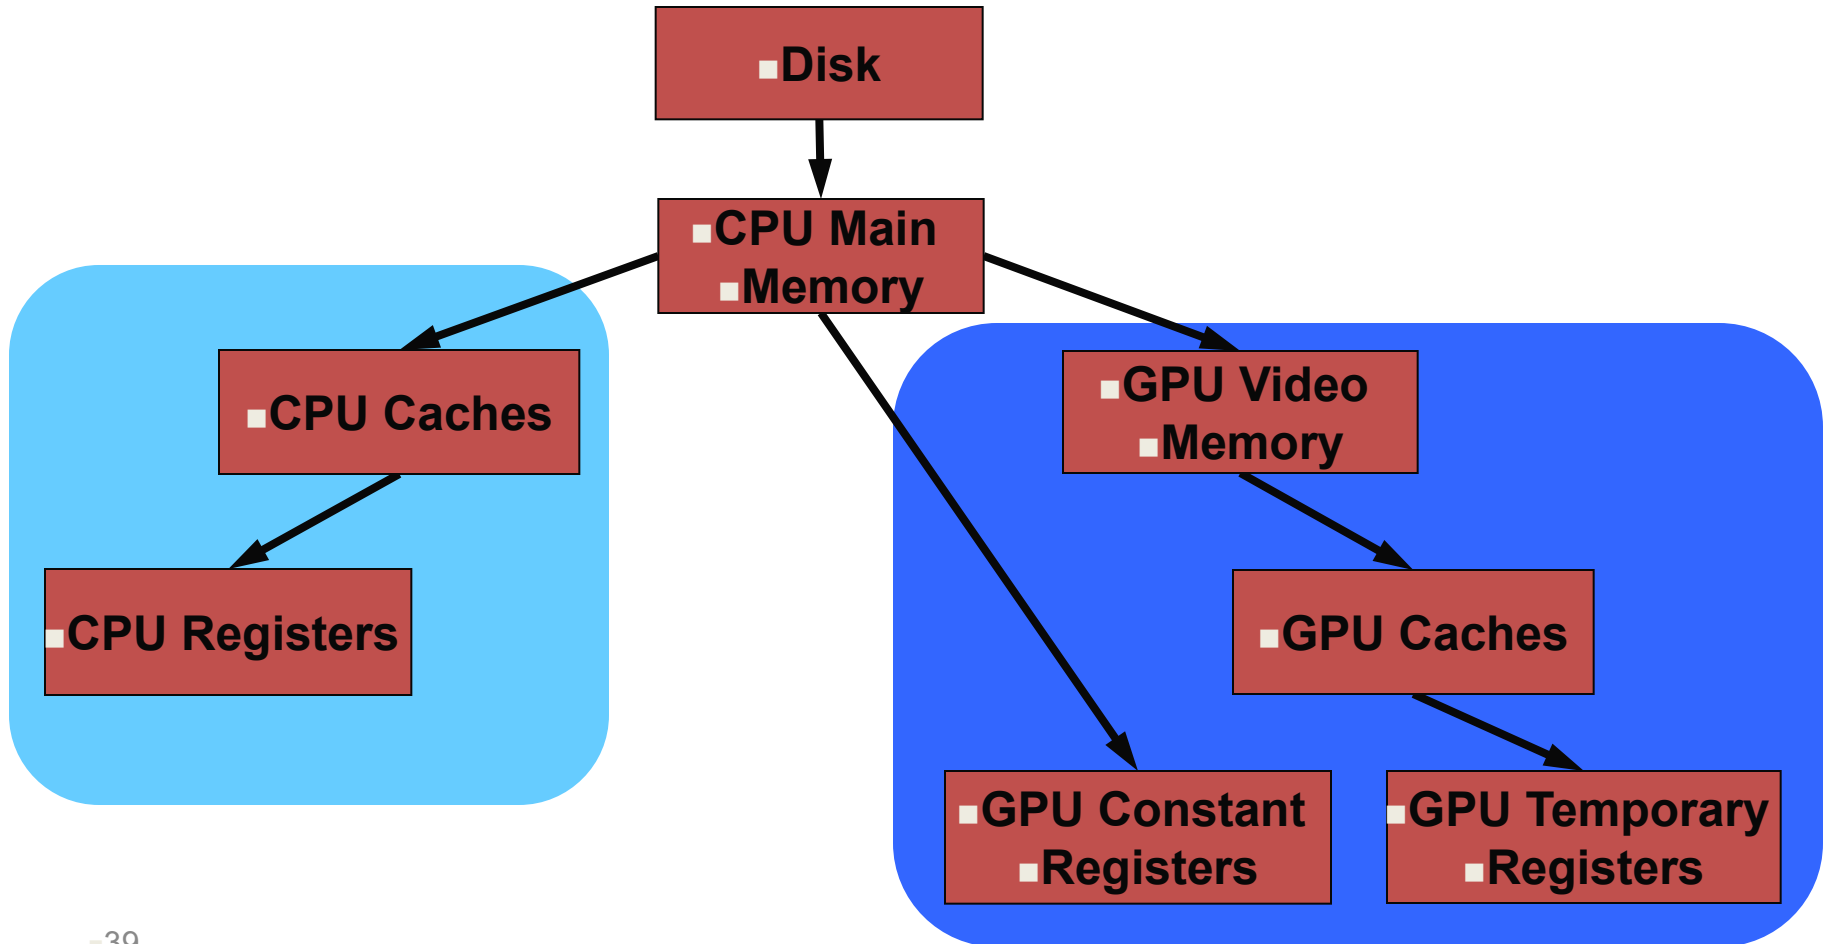 ▪Disk
▪CPU Main
▪Memory
▪CPU Caches
▪GPU Video
▪Memory
▪CPU Registers
▪GPU Caches
▪GPU Constant
▪Registers
▪GPU Temporary
▪Registers
▪39